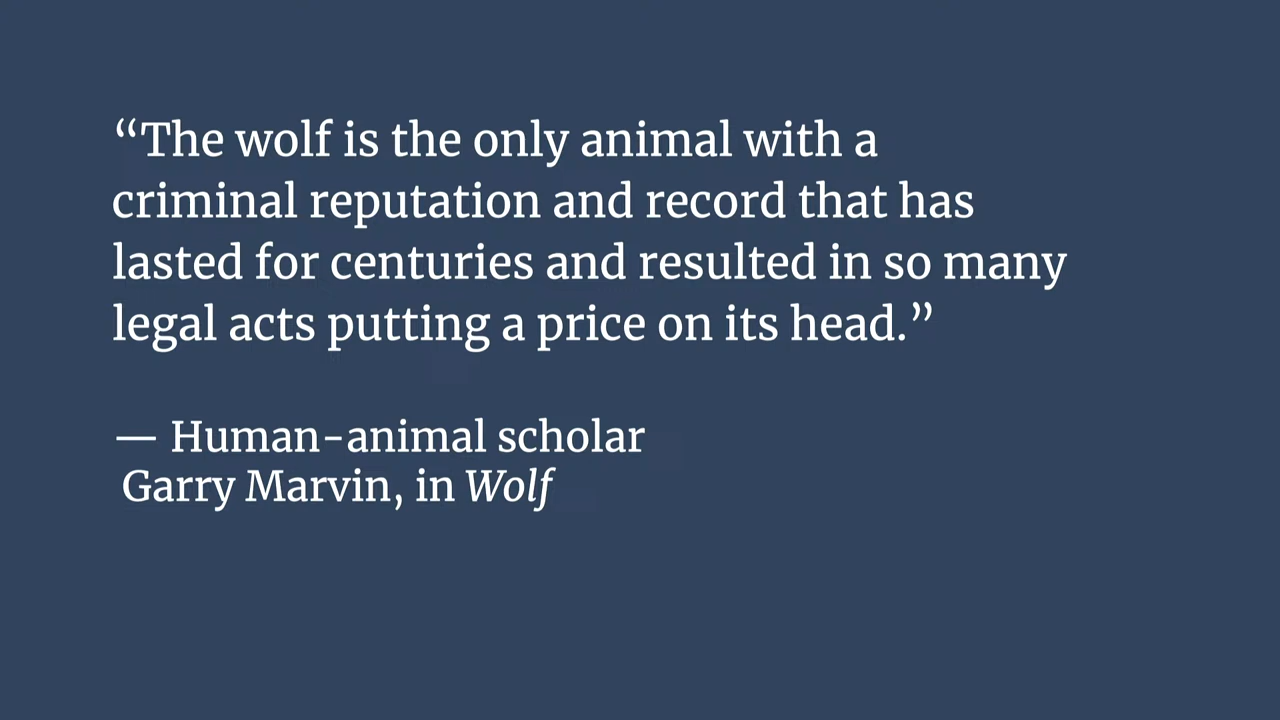 “The wolf is the only animal with a
criminal reputation and record that has
lasted for centuries and resulted in so many
legal acts putting a price on its head.”
— Human-animal scholar
Garry Marvin, in Wolf